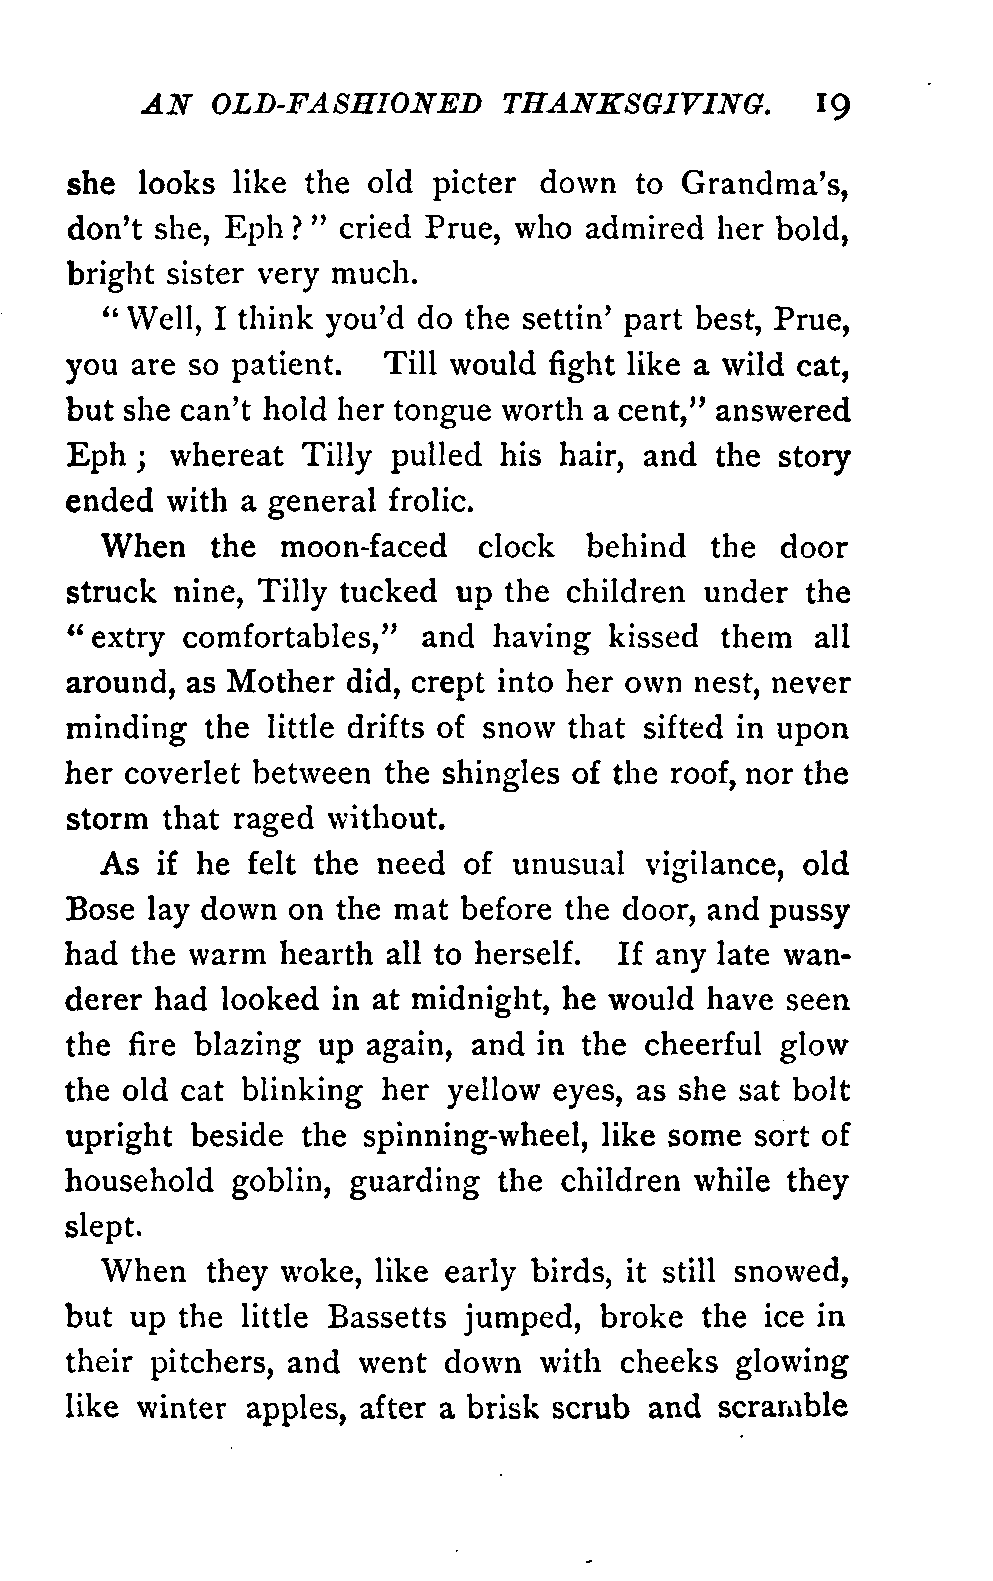 AN OLD-FASHIONED THANKSGIVING. 19
she looks like the old picter down to Grandma's,
don't she, Eph?" cried Prue, who admired her bold,
bright sister very much.
"Well, I think you'd do the settin' part best, Prue,
you are so patient. Till would fight like a wild cat,
but she can't hold her tongue worth a cent," answered
Eph; whereat Tilly pulled his hair, and the story
ended with a general frolic.
When the moon-faced clock behind the door
struck nine, Tilly tucked up the children under the
"extry comfortables," and having kissed them all
around, as Mother did, crept into her own nest, never
minding the little drifts of snow that sifted in upon
her coverlet between the shingles of the roof, nor the
storm that raged without.
As if he felt the need of unusual vigilance, old
Bose lay down on the mat before the door, and pussy
had the warm hearth all to herself. If any late wan-
derer had looked in at midnight, he would have seen
the fire blazing up again, and in the cheerful glow
the old cat blinking her yellow eyes, as she sat bolt
upright beside the spinning-wheel, like some sort of
household goblin, guarding the children while they
slept.
When they woke, like early birds, it still snowed,
but up the little Bassetts jumped, broke the ice in
their pitchers, and went down with cheeks glowing
like winter apples, after a brisk scrub and scramble